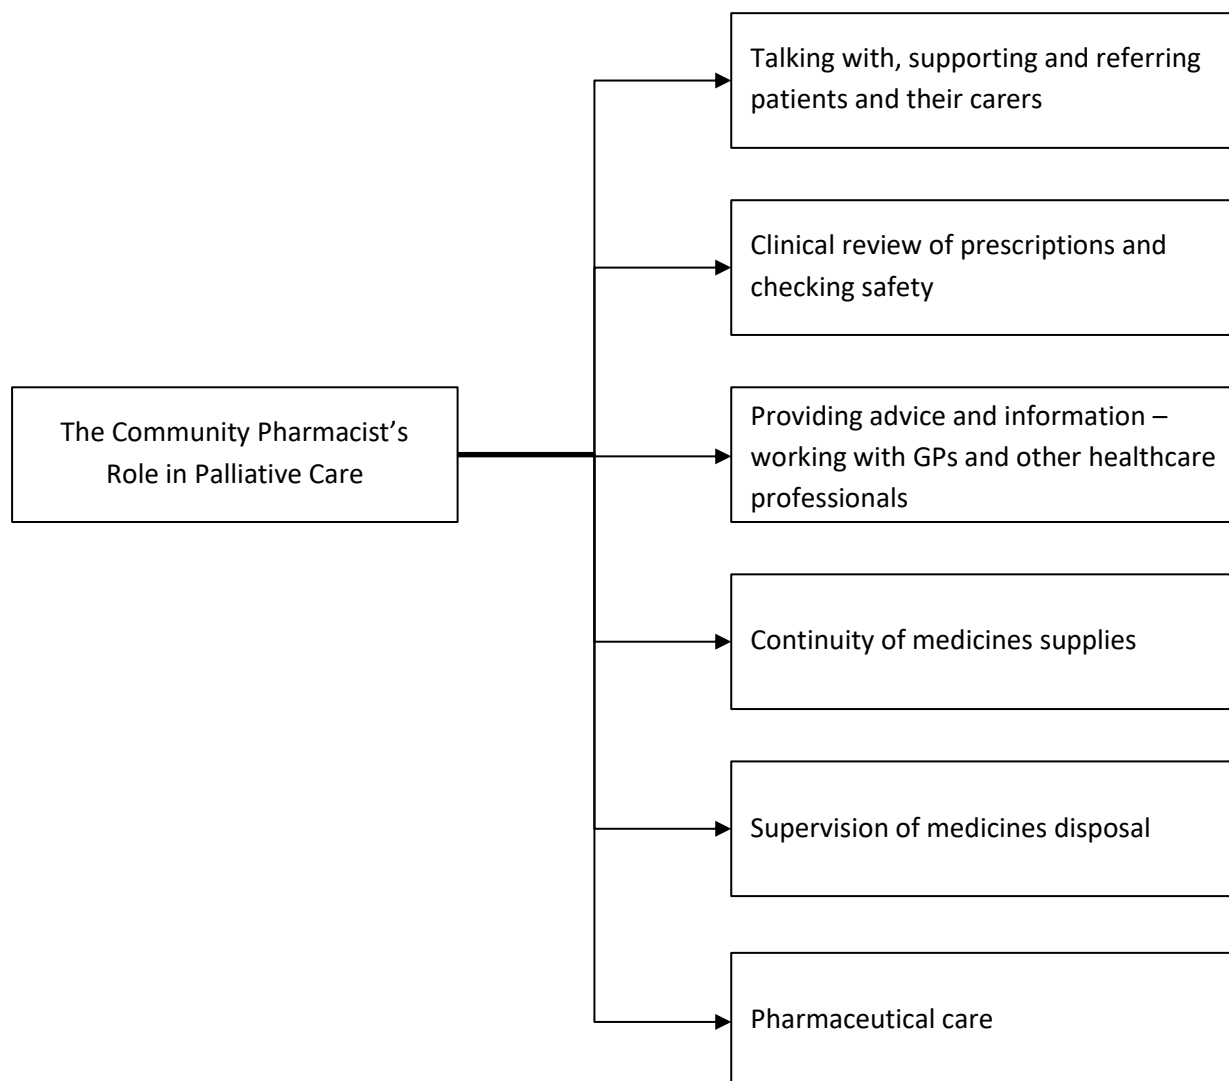 Talking with, supporting and referring
patients and their carers
Clinical review of prescriptions and
checking safety
The Community Pharmacist’s
Role in Palliative Care
Providing advice and information –
working with GPs and other healthcare
professionals
Continuity of medicines supplies
Supervision of medicines disposal
Pharmaceutical care